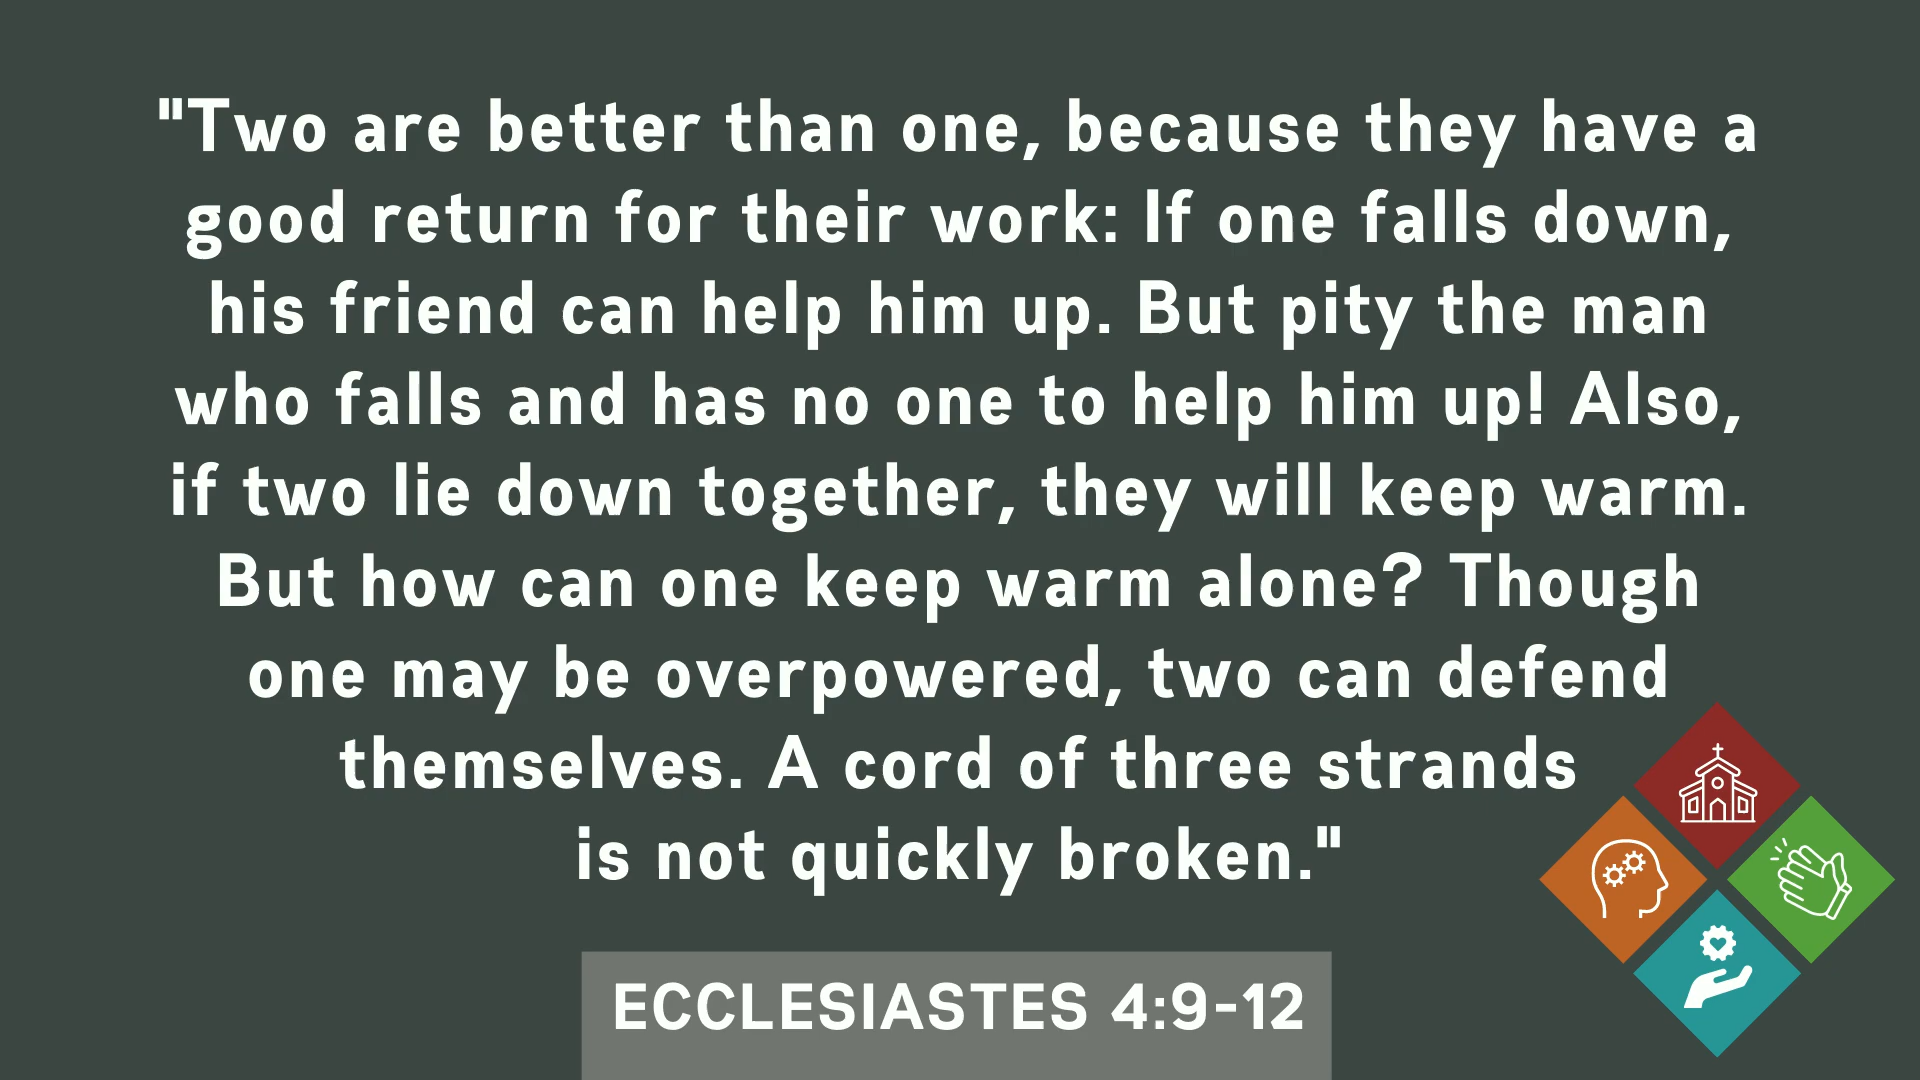 "Two are better than one, because they have a
good return for their work: If one falls down,
his friend can help him up. But pity the man
who falls and has no one to help him up! Also,
if two lie down together, they will keep warm.
But how can one keep warm alone? Though
one may be overpowered, two can defend
themselves. A cord of three strands
is not quickly broken."
ECCLESIASTES 4:9-12